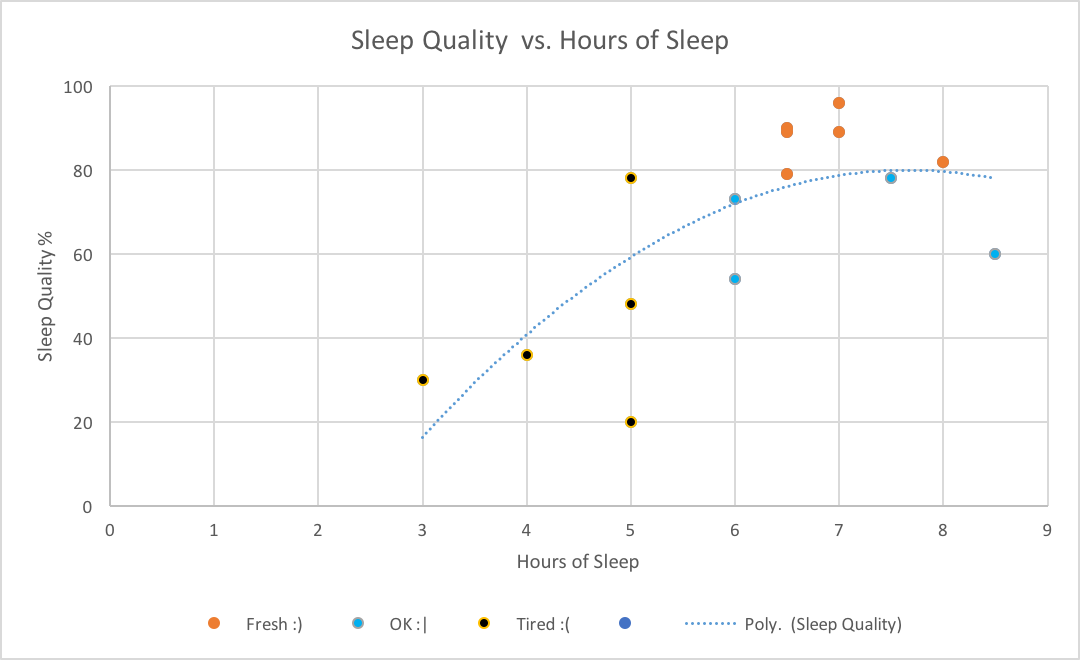 Sleep Quality  vs. Hours of Sleep
100
80
60
40
20
0
Sleep Quality %
0 1 2 3 4 5 6 7 8 9
Hours of Sleep
Fresh :) OK :| Tired :( Poly.  (Sleep Quality)